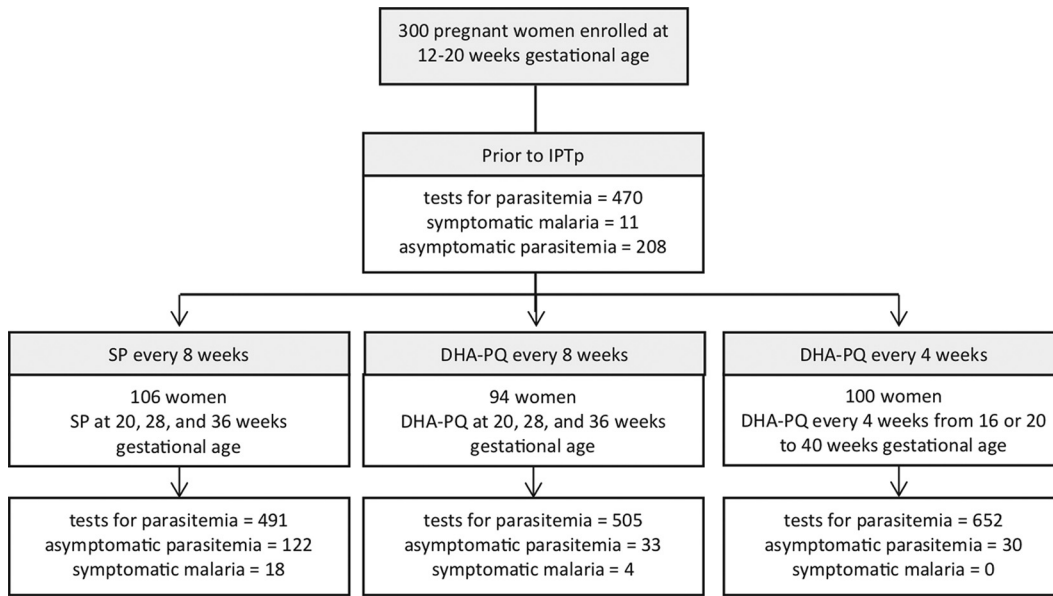 300 pregnant women enrolled at
12-20 weeks gestational age
Prior to IPTp
tests for parasitemia = 470
symptomatic malaria = 11
asymptomatic parasitemia = 208
SP every 8 weeks
106 women
SP at 20, 28, and 36 weeks
gestational age
tests for parasitemia = 491
asymptomatic parasitemia = 122
symptomatic malaria = 18
DHA-PQ every 8 weeks
94 women
DHA-PQ at 20, 28, and 36 weeks
gestational age
tests for parasitemia = 505
asymptomatic parasitemia = 33
symptomatic malaria = 4
DHA-PQ every 4 weeks
100 women
DHA-PQ every 4 weeks from 16 or 20
to 40 weeks gestational age
tests for parasitemia = 652
asymptomatic parasitemia = 30
symptomatic malaria = 0